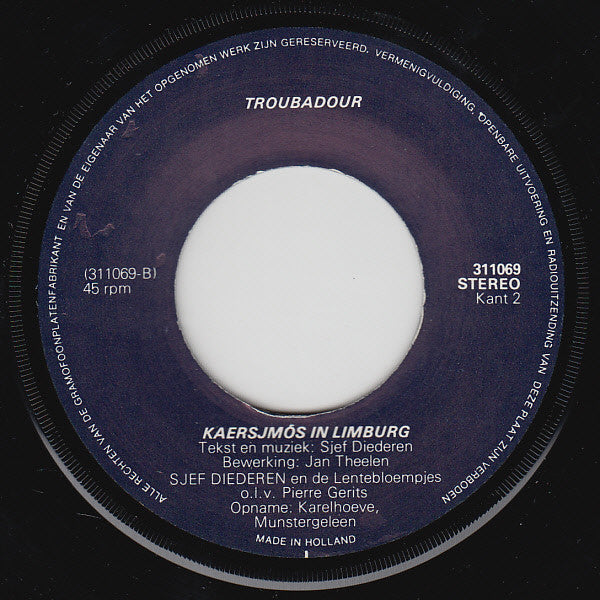 ALLE RECHTEN VAN DE GRAMOFOONPLATENFABRIKANT EN VAN DE EIGENAAR VAN HET OPGENOMEN WERK ZIJN GERESERVEERD. VERMENIGVULDIGING, OPENBARE UITVOERING EN RADIOUITZENDING VAN DEZE PLAAT ZIJN VERBODEN
TROUBADOUR
(311069-B)
45 rpm
311069
STEREO
Kant 2
KAERSJMÓS IN LIMBURG
Tekst en muziek: Sjef Diederen
Bewerking: Jan Theelen
SJEF DIEDEREN en de Lentebloempjes
o.l.v. Pierre Gerits
Opname: Karelhoeve,
Munstergeleen
MADE IN HOLLAND